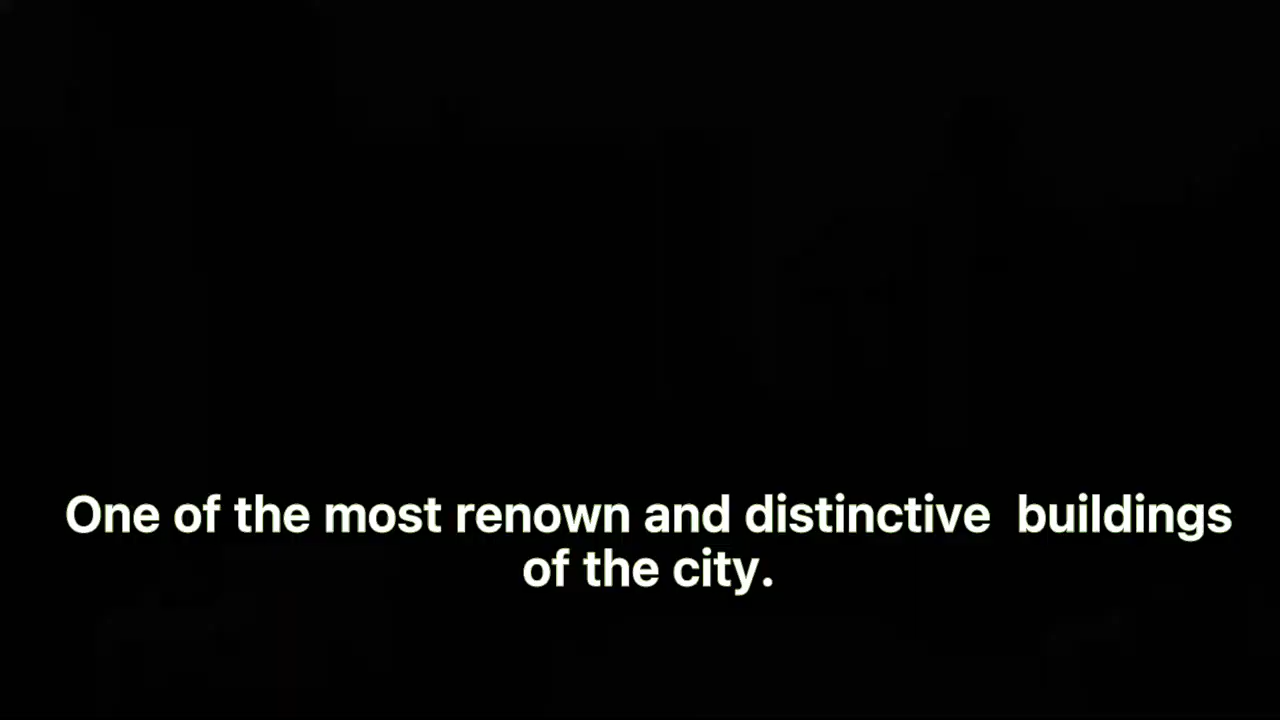 One of the most renown and distinctive  buildings
of the city.